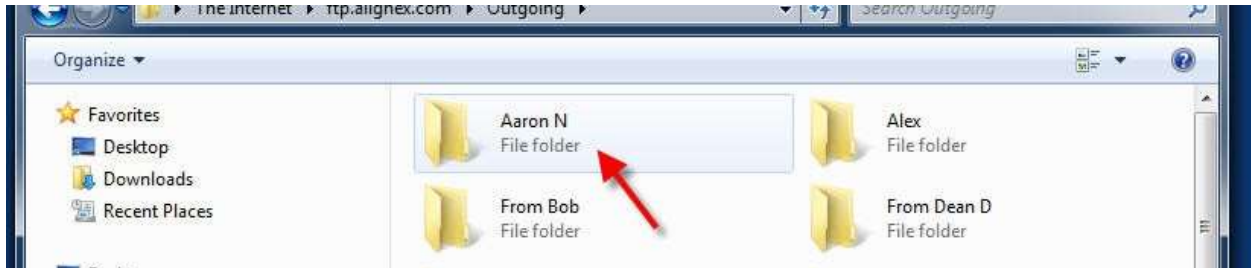 The Internet ftp.alignex.com Outgoing Search Outgoing
Organize
Favorites
Desktop
Downloads
Recent Places
Aaron N
File folder
Alex
File folder
From Bob
File folder
From Dean D
File folder